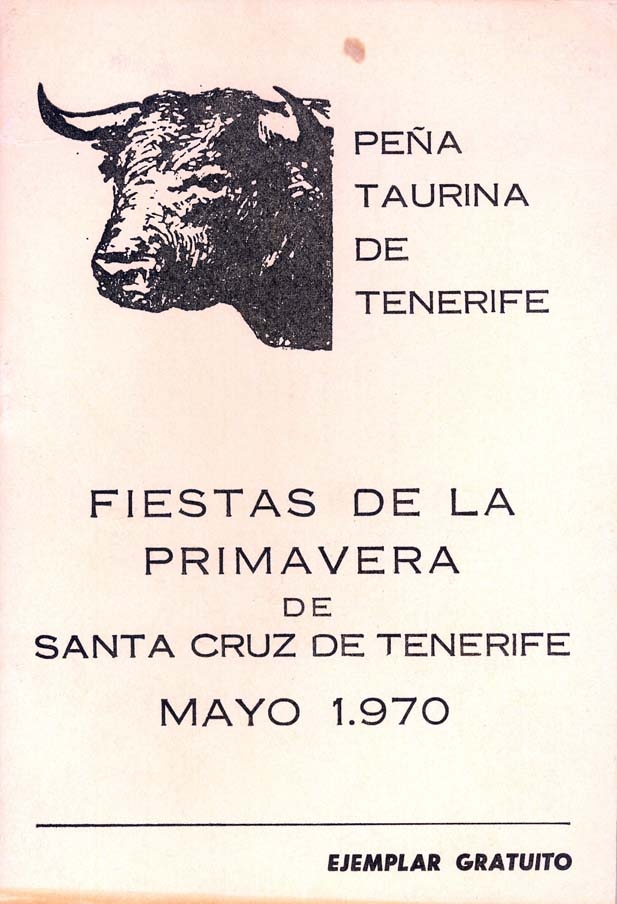 PEÑA
TAURINA
DE
TENERIFE
FIESTAS DE LA
PRIMAVERA
DE
SANTA CRUZ DE TENERIFE
MAYO 1.970
EJEMPLAR GRATUITO